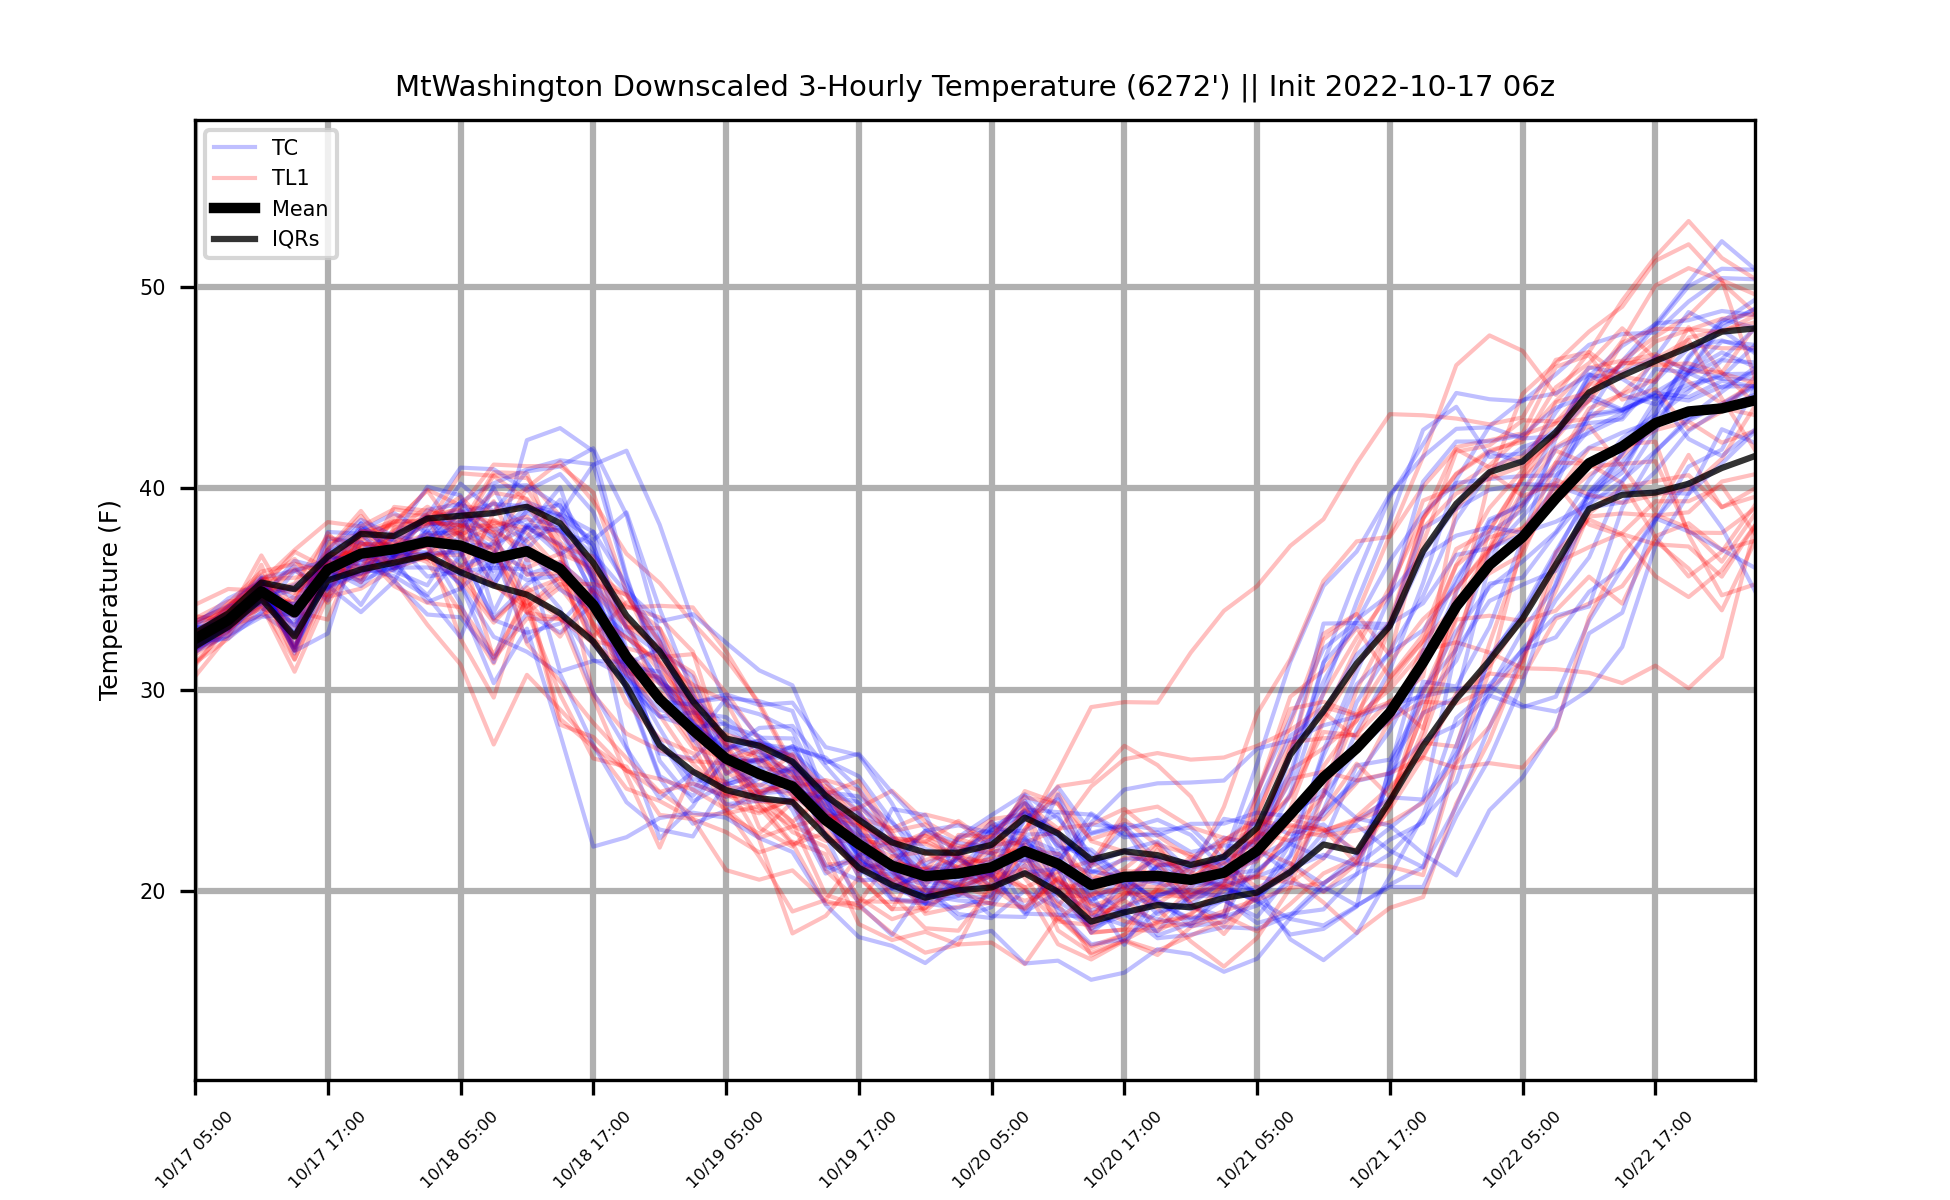 MtWashington Downscaled 3-Hourly Temperature (6272') || Init 2022-10-17 06z
TC
TL1
Mean
IQRs
Temperature (F)
50
40
30
20
10/17 05:00
10/17 17:00
10/18 05:00
10/18 17:00
10/19 05:00
10/19 17:00
10/20 05:00
10/20 17:00
10/21 05:00
10/21 17:00
10/22 05:00
10/22 17:00